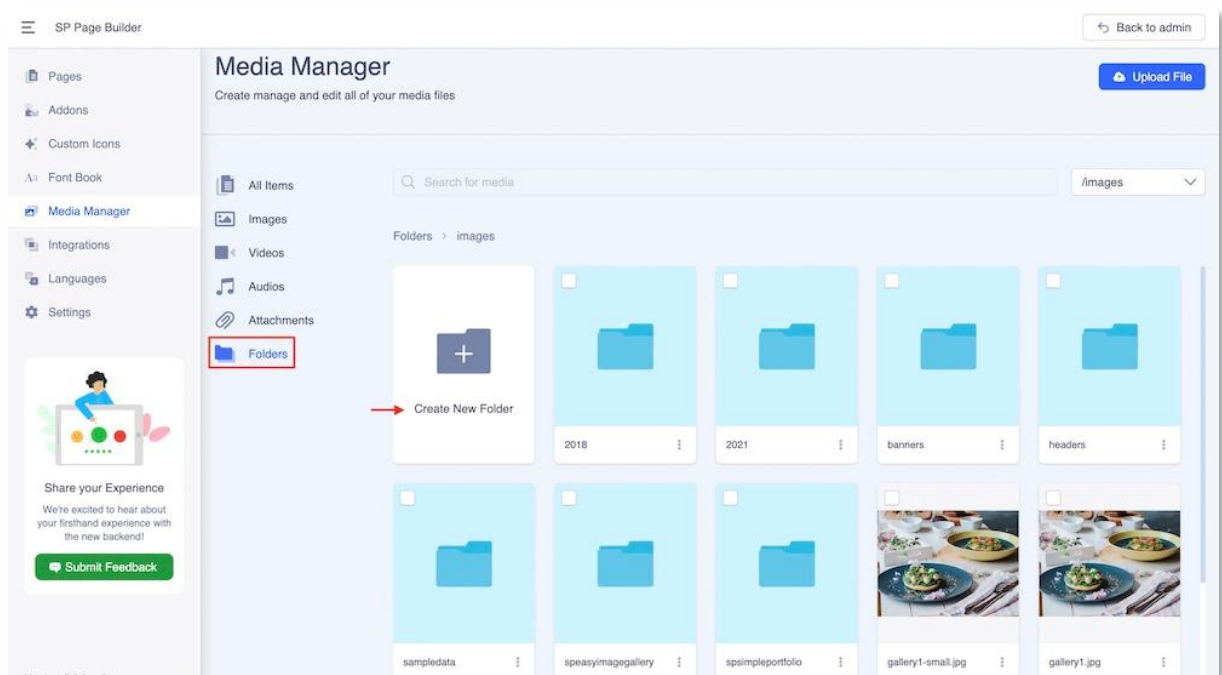 SP Page Builder
Back to admin
Pages
Addons
Custom Icons
Font Book
Media Manager
Integrations
Languages
Settings
Share your Experience
We're excited to hear about
your firsthand experience with
the new backend!
Submit Feedback
Media Manager
Create manage and edit all of your media files
Upload File
All Items
Images
Videos
Audios
Attachments
Folders
Search for media
/images
Folders > images
Create New Folder
2018
2021
banners
headers
sampledata
speasyimagegallery
spsimpleportfolio
gallery1-small.jpg
gallery1.jpg